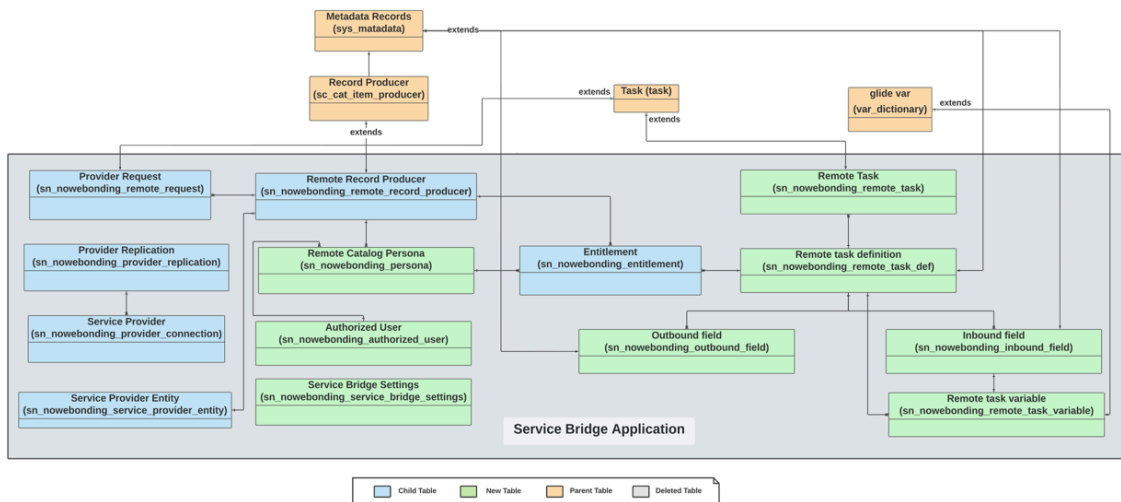 Metadata Records
(sys_matadata)
extends
Record Producer
(sc_cat_item_producer)
extends
Task (task)
extends
glide var
(var_dictionary)
extends
extends
Provider Request
(sn_nowebonding_remote_request)
Remote Record Producer
(sn_nowebonding_remote_record_producer)
Remote Task
(sn_nowebonding_remote_task)
Provider Replication
(sn_nowebonding_provider_replication)
Remote Catalog Persona
(sn_nowebonding_persona)
Entitlement
(sn_nowebonding_entitlement)
Remote task definition
(sn_nowebonding_remote_task_def)
Service Provider
(sn_nowebonding_provider_connection)
Authorized User
(sn_nowebonding_authorized_user)
Outbound field
(sn_nowebonding_outbound_field)
Inbound field
(sn_nowebonding_inbound_field)
Service Provider Entity
(sn_nowebonding_service_provider_entity)
Service Bridge Settings
(sn_nowebonding_service_bridge_settings)
Remote task variable
(sn_nowebonding_remote_task_variable)
Service Bridge Application
Child Table
New Table
Parent Table
Deleted Table